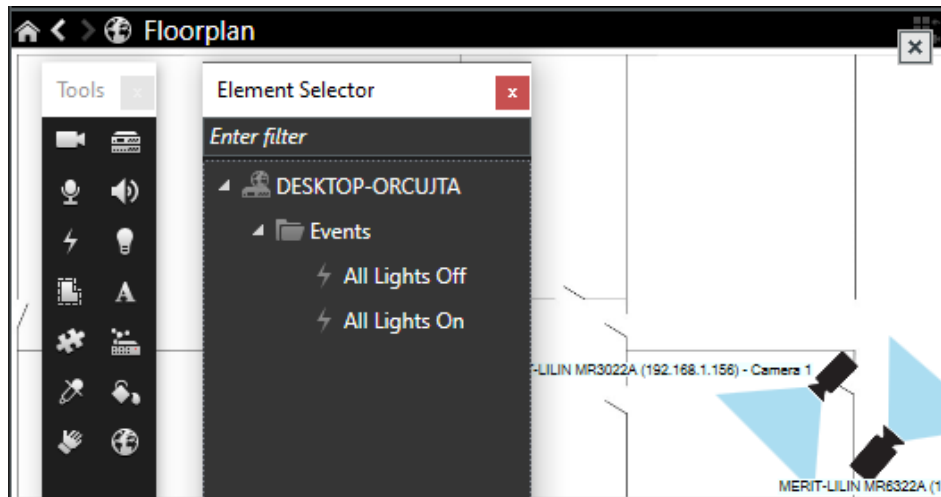 Floorplan
Tools
Element Selector
Enter filter
DESKTOP-ORCUJTA
Events
All Lights Off
All Lights On
-LILIN MR3022A (192.168.1.156) - Camera 1
MERIT-LILIN MR6322A (1